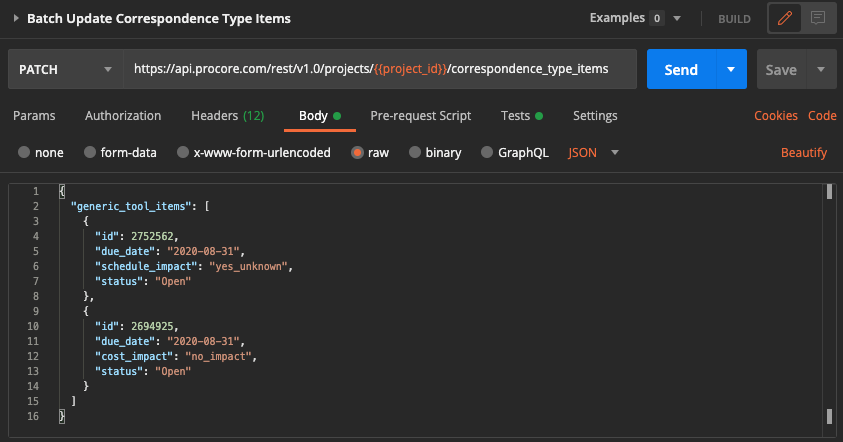 Batch Update Correspondence Type Items Examples 0 BUILD
PATCH https://api.procore.com/rest/v1.0/projects/{{project_id}}/correspondence_type_items Send Save
Params Authorization Headers (12) Body Pre-request Script Tests Settings Cookies Code
none form-data x-www-form-urlencoded raw binary GraphQL JSON Beautify
1 {
2 "generic_tool_items": [
3 {
4 "id": 2752562,
5 "due_date": "2020-08-31",
6 "schedule_impact": "yes_unknown",
7 "status": "Open"
8 },
9 {
10 "id": 2694925,
11 "due_date": "2020-08-31",
12 "cost_impact": "no_impact",
13 "status": "Open"
14 }
15 ]
16 }